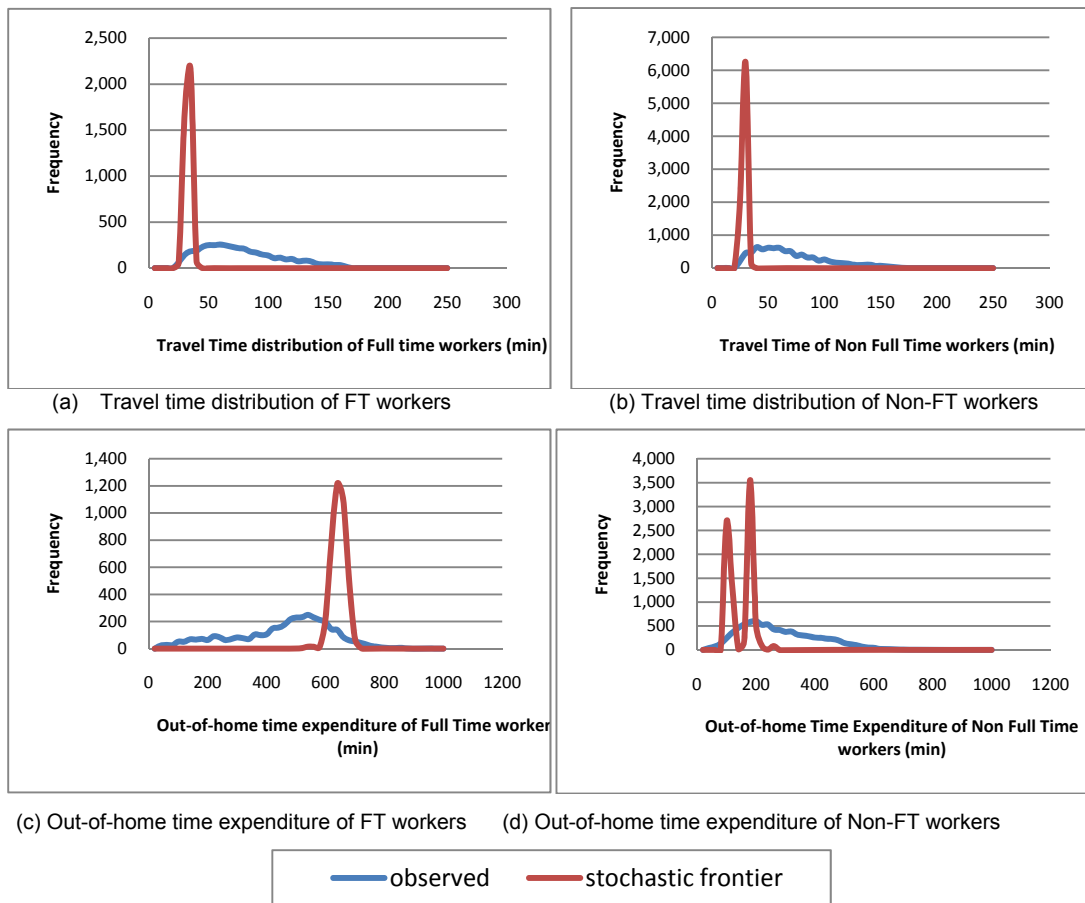 2,500
2,000
1,500
1,000
500
0
Frequency
0 50 100 150 200 250 300
Travel Time distribution of Full time workers (min)
7,000
6,000
5,000
4,000
3,000
2,000
1,000
0
Frequency
0 50 100 150 200 250 300
Travel Time of Non Full Time workers (min)
(a) Travel time distribution of FT workers
(b) Travel time distribution of Non-FT workers
1,400
1,200
1,000
800
600
400
200
0
Frequency
0 200 400 600 800 1000 1200
Out-of-home time expenditure of Full Time worker
(min)
4,000
3,500
3,000
2,500
2,000
1,500
1,000
500
0
Frequency
0 200 400 600 800 1000 1200
Out-of-home Time Expenditure of Non Full Time
workers (min)
(c) Out-of-home time expenditure of FT workers
(d) Out-of-home time expenditure of Non-FT workers
observed
stochastic frontier